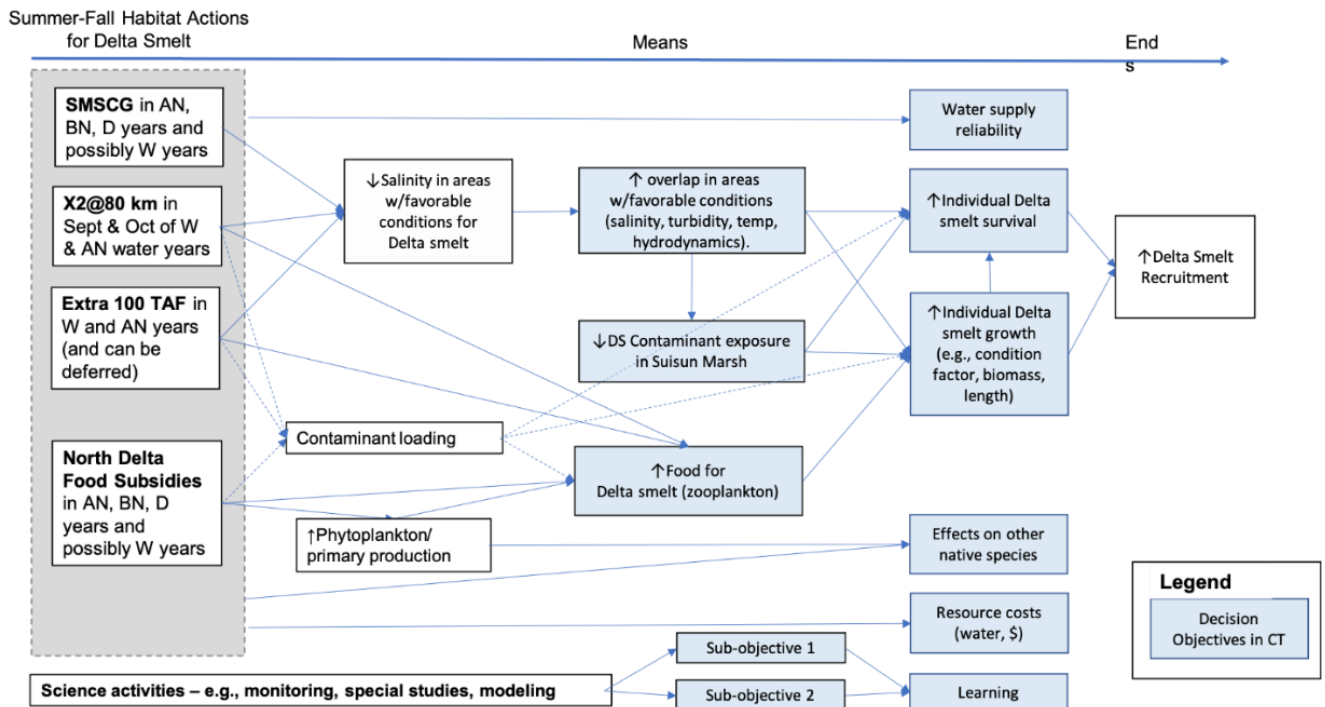 Summer-Fall Habitat Actions
for Delta Smelt
Means
End
s
SMSCG in AN,
BN, D years and
possibly W years
X2@80 km in
Sept & Oct of W
& AN water years
Extra 100 TAF in
W and AN years
(and can be
deferred)
North Delta
Food Subsidies
in AN, BN, D
years and
possibly W years
↓Salinity in areas
w/favorable
conditions for
Delta smelt
Contaminant loading
↑Phytoplankton/
primary production
↑ overlap in areas
w/favorable conditions
(salinity, turbidity, temp,
hydrodynamics).
↓DS Contaminant exposure
in Suisun Marsh
↑Food for
Delta smelt (zooplankton)
Water supply
reliability
↑Individual Delta
smelt survival
↑Individual Delta
smelt growth
(e.g., condition
factor, biomass,
length)
↑Delta Smelt
Recruitment
Effects on other
native species
Resource costs
(water, $)
Science activities – e.g., monitoring, special studies, modeling
Sub-objective 1
Sub-objective 2
Learning
Legend
Decision
Objectives in CT